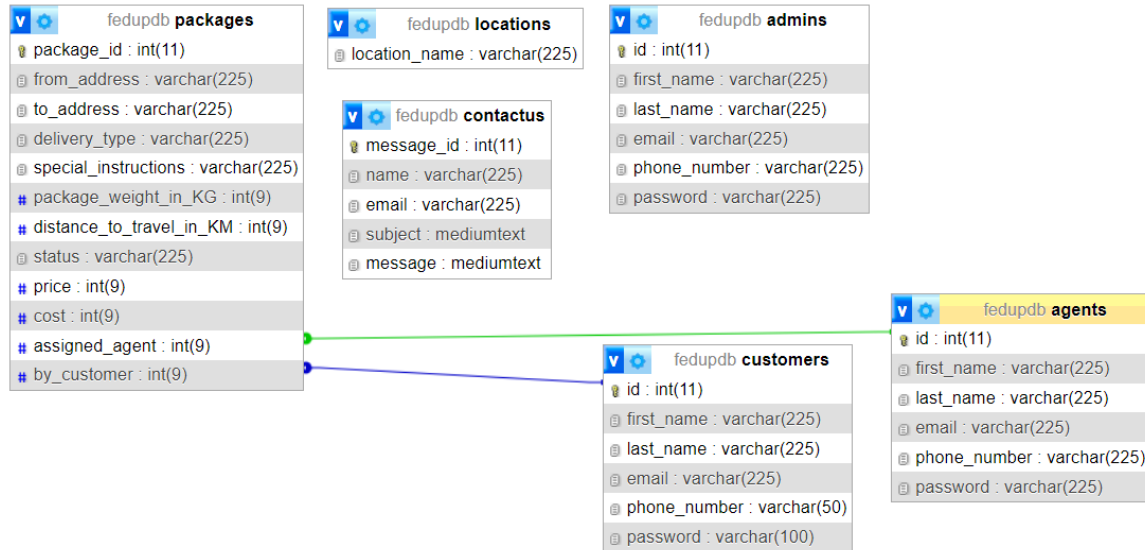 v fedupdb packages
package_id : int(11)
from_address : varchar(225)
to_address : varchar(225)
delivery_type : varchar(225)
special_instructions : varchar(225)
# package_weight_in_KG : int(9)
# distance_to_travel_in_KM : int(9)
status : varchar(225)
# price : int(9)
# cost : int(9)
# assigned_agent : int(9)
# by_customer : int(9)
v fedupdb locations
location_name : varchar(225)
v fedupdb contactus
message_id : int(11)
name : varchar(225)
email : varchar(225)
subject : mediumtext
message : mediumtext
v fedupdb admins
id : int(11)
first_name : varchar(225)
last_name : varchar(225)
email : varchar(225)
phone_number : varchar(225)
password : varchar(225)
v fedupdb customers
id : int(11)
first_name : varchar(225)
last_name : varchar(225)
email : varchar(225)
phone_number : varchar(50)
password : varchar(100)
v fedupdb agents
id : int(11)
first_name : varchar(225)
last_name : varchar(225)
email : varchar(225)
phone_number : varchar(225)
password : varchar(225)